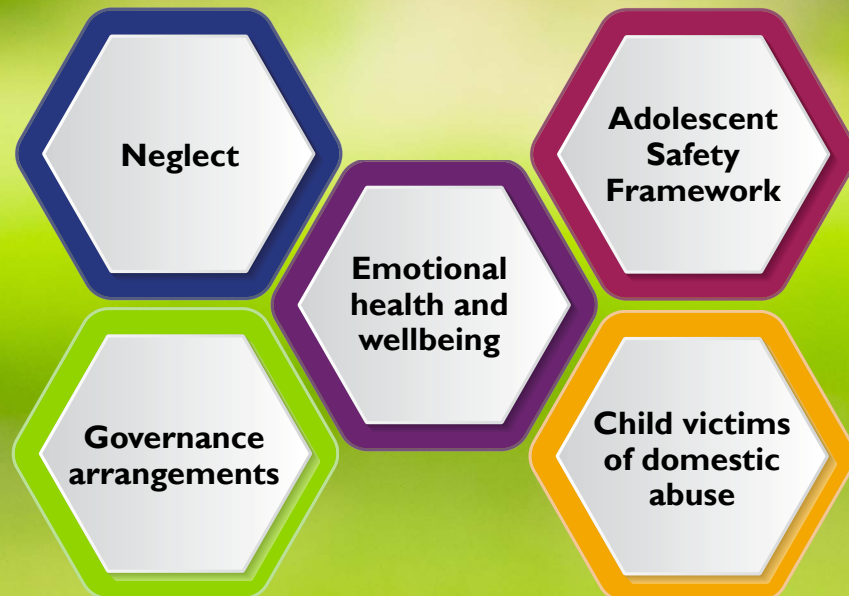 Neglect
Adolescent
Safety
Framework
Emotional
health and
wellbeing
Governance
arrangements
Child victims
of domestic
abuse